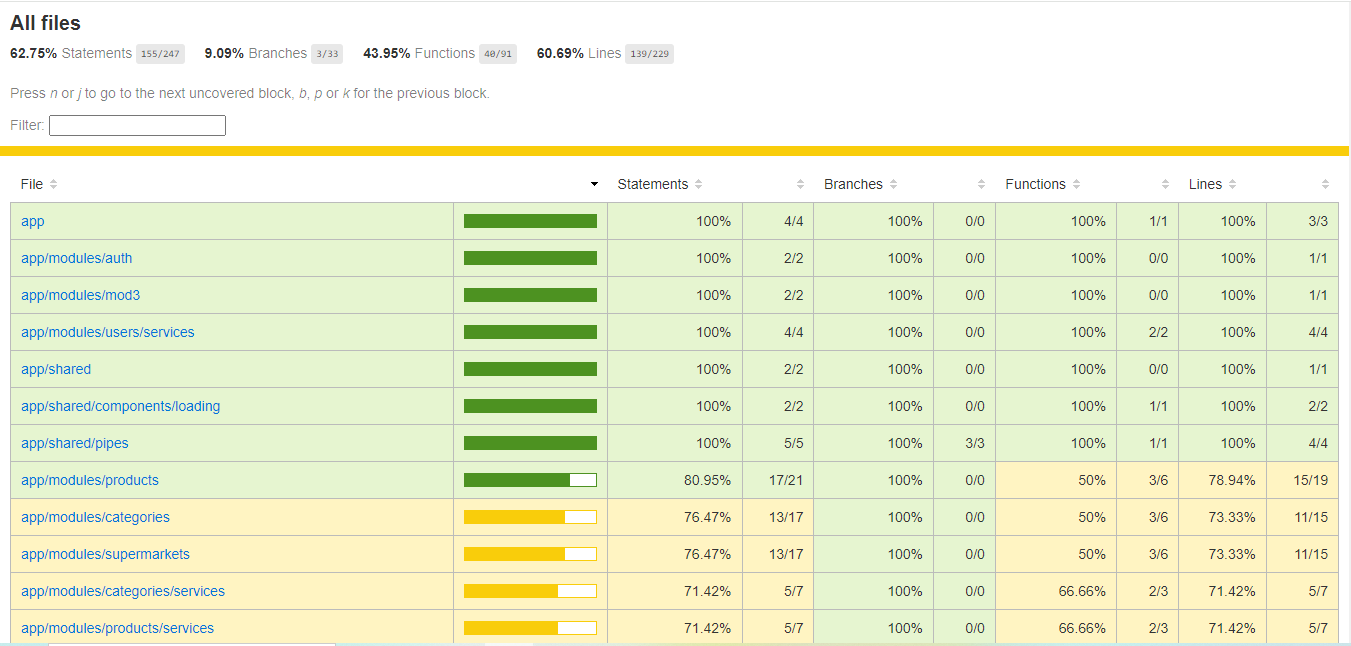 All files
62.75% Statements 155/247 9.09% Branches 3/33 43.95% Functions 40/91 60.69% Lines 139/229
Press n or j to go to the next uncovered block, b, p or k for the previous block.
Filter:
File Statements Branches Functions Lines
app 100% 4/4 100% 0/0 100% 1/1 100% 3/3
app/modules/auth 100% 2/2 100% 0/0 100% 0/0 100% 1/1
app/modules/mod3 100% 2/2 100% 0/0 100% 0/0 100% 1/1
app/modules/users/services 100% 4/4 100% 0/0 100% 2/2 100% 4/4
app/shared 100% 2/2 100% 0/0 100% 0/0 100% 1/1
app/shared/components/loading 100% 2/2 100% 0/0 100% 1/1 100% 2/2
app/shared/pipes 100% 5/5 100% 3/3 100% 1/1 100% 4/4
app/modules/products 80.95% 17/21 100% 0/0 50% 3/6 78.94% 15/19
app/modules/categories 76.47% 13/17 100% 0/0 50% 3/6 73.33% 11/15
app/modules/supermarkets 76.47% 13/17 100% 0/0 50% 3/6 73.33% 11/15
app/modules/categories/services 71.42% 5/7 100% 0/0 66.66% 2/3 71.42% 5/7
app/modules/products/services 71.42% 5/7 100% 0/0 66.66% 2/3 71.42% 5/7